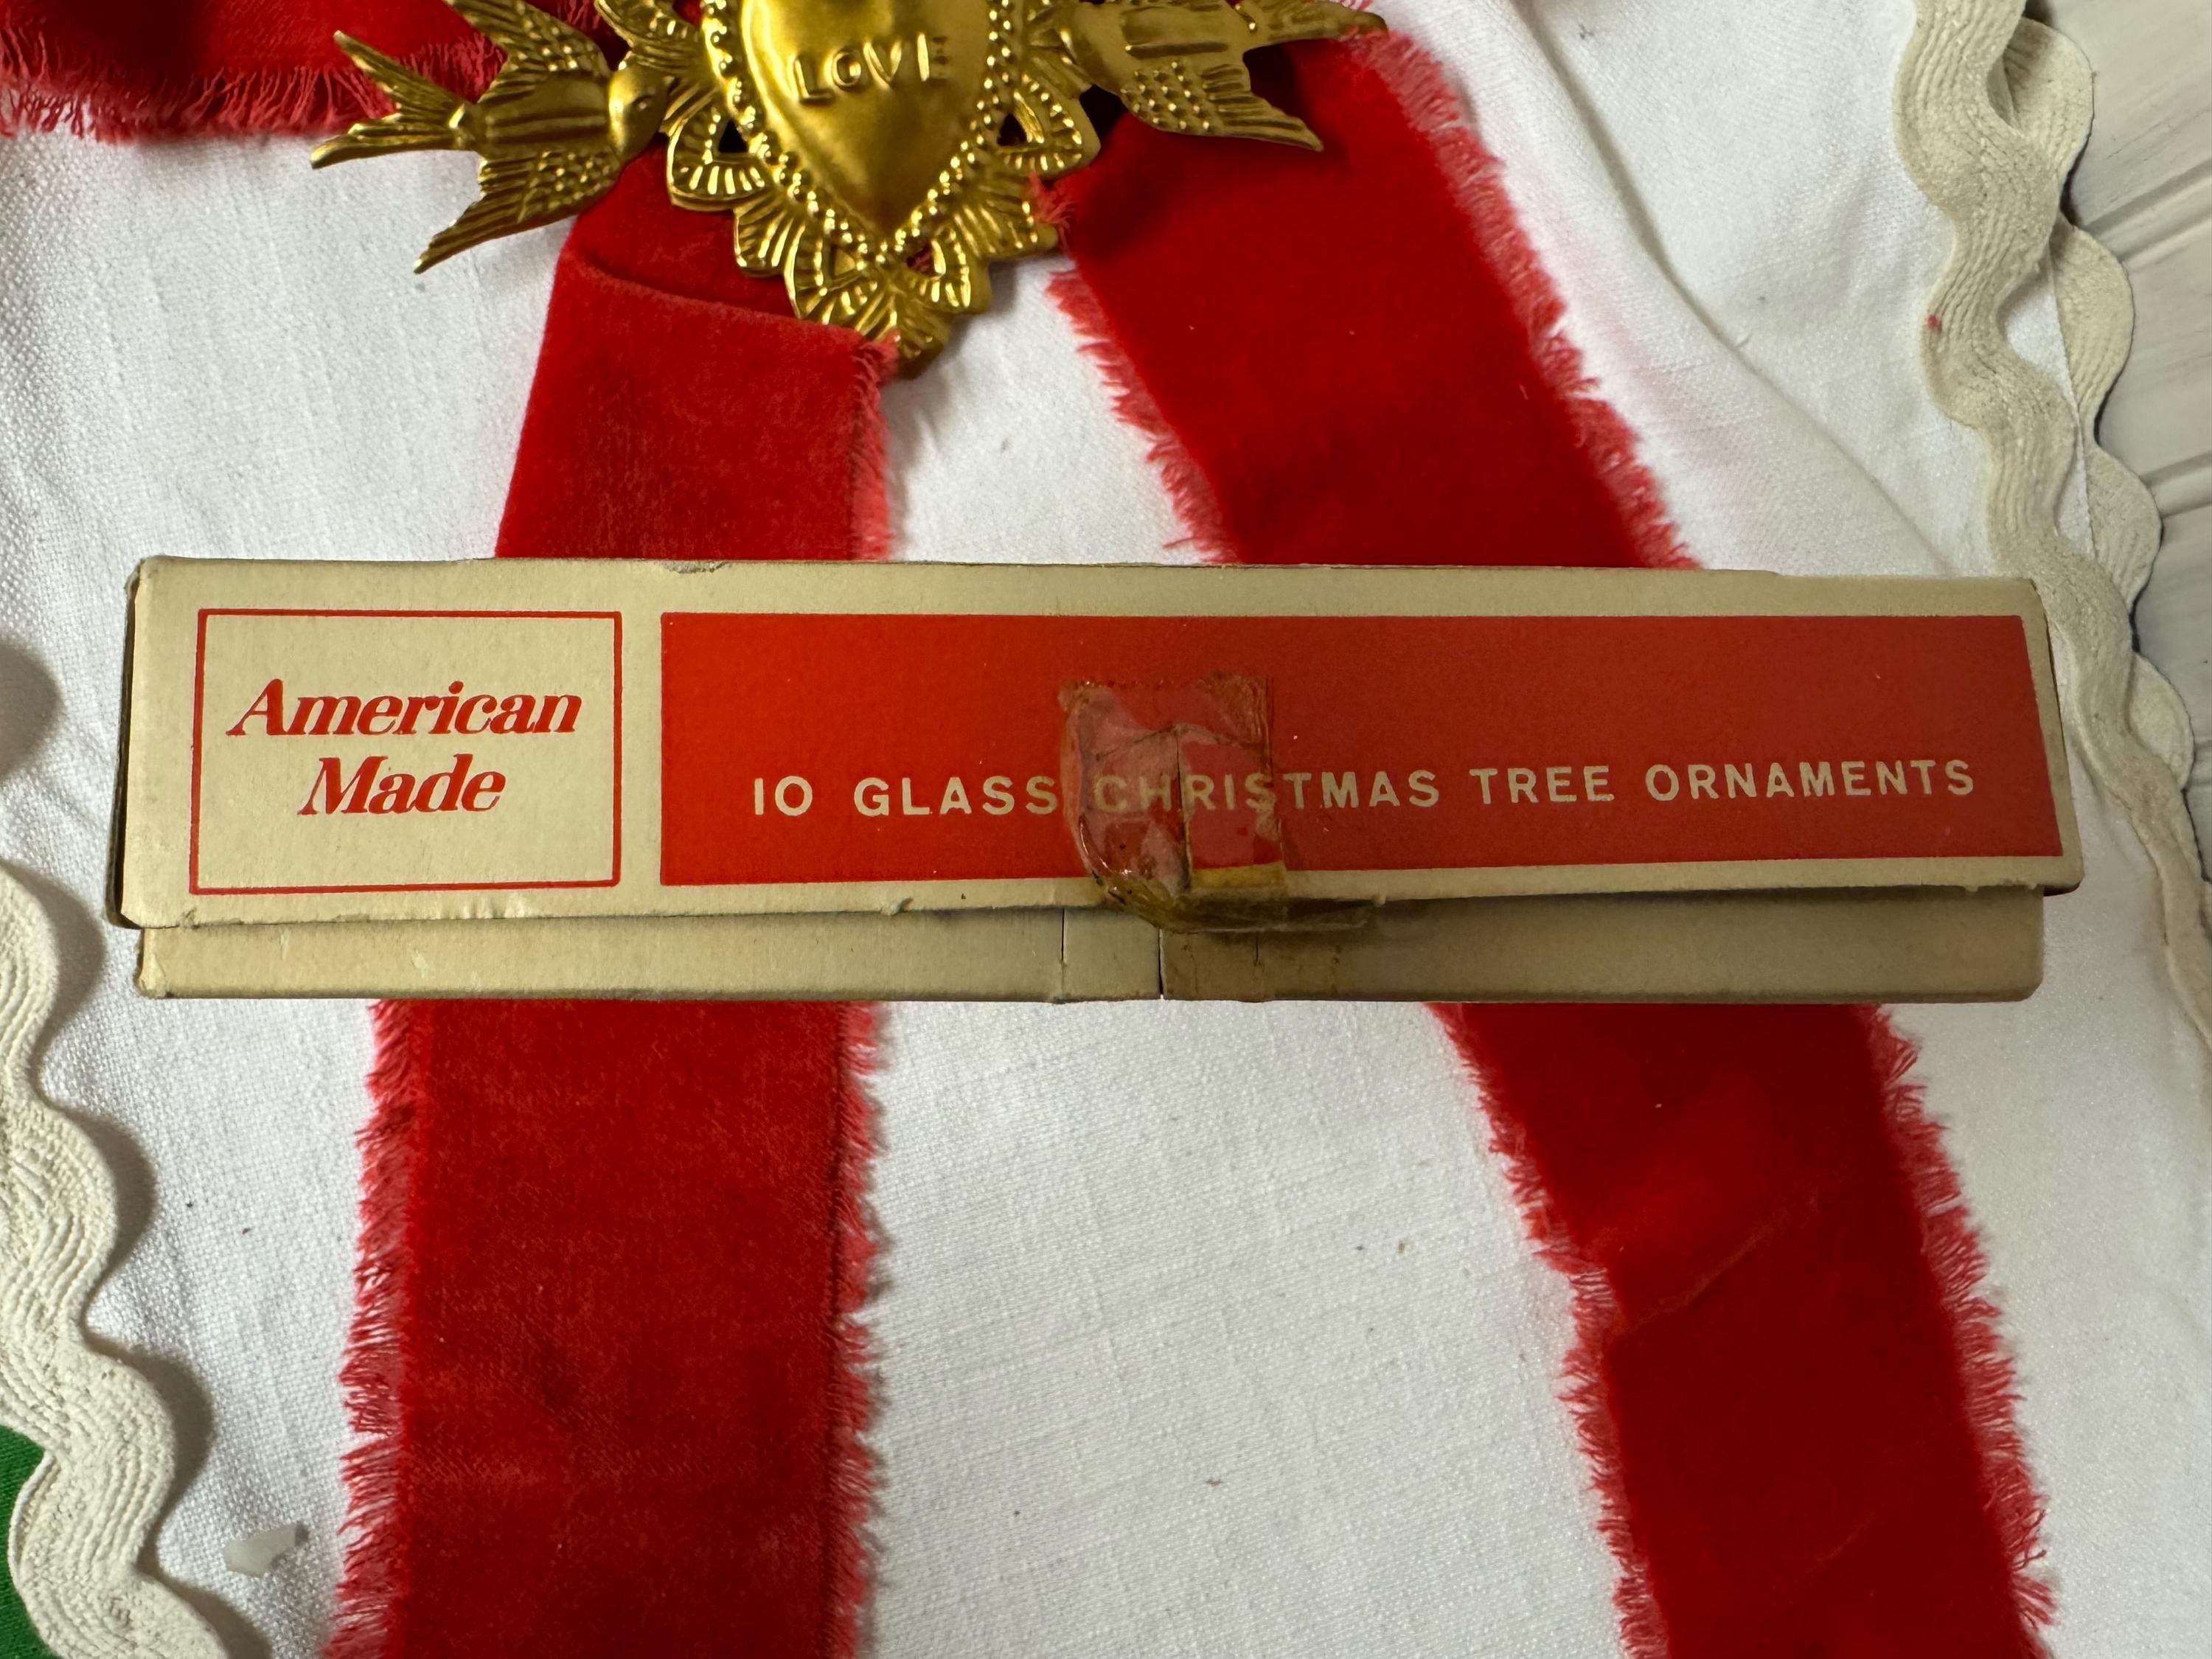 LOVE
American
Made
10 GLASS CHRISTMAS TREE ORNAMENTS